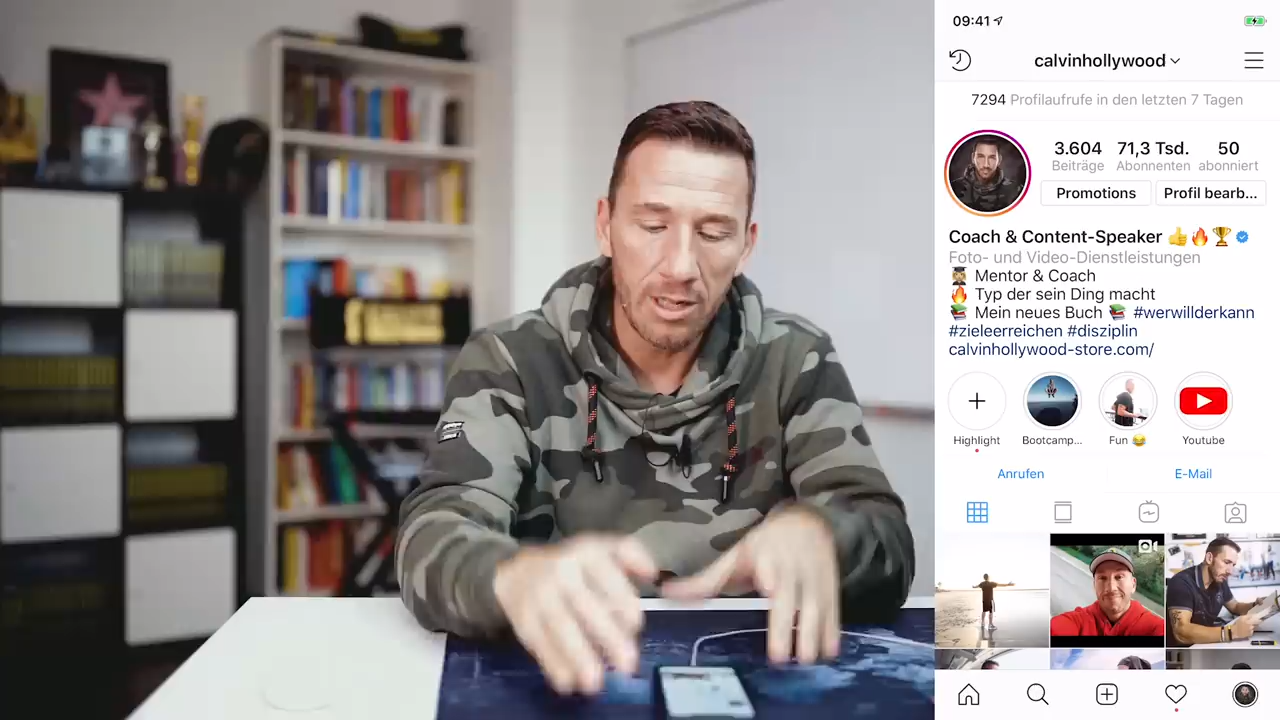 09:41
calvinhollywood
7294 Profilaufrufe in den letzten 7 Tagen
3.604 71,3 Tsd. 50
Beiträge Abonnenten abonniert
Promotions Profil bearb...
Coach & Content-Speaker 👍🔥🏆
Foto- und Video-Dienstleistungen
👨‍🎓 Mentor & Coach
🔥 Typ der sein Ding macht
📚 Mein neues Buch 📚 #werwillderkann
#zieleerreichen #disziplin
calvinhollywood-store.com/
Highlight Bootcamp... Fun 😂 Youtube
Anrufen E-Mail